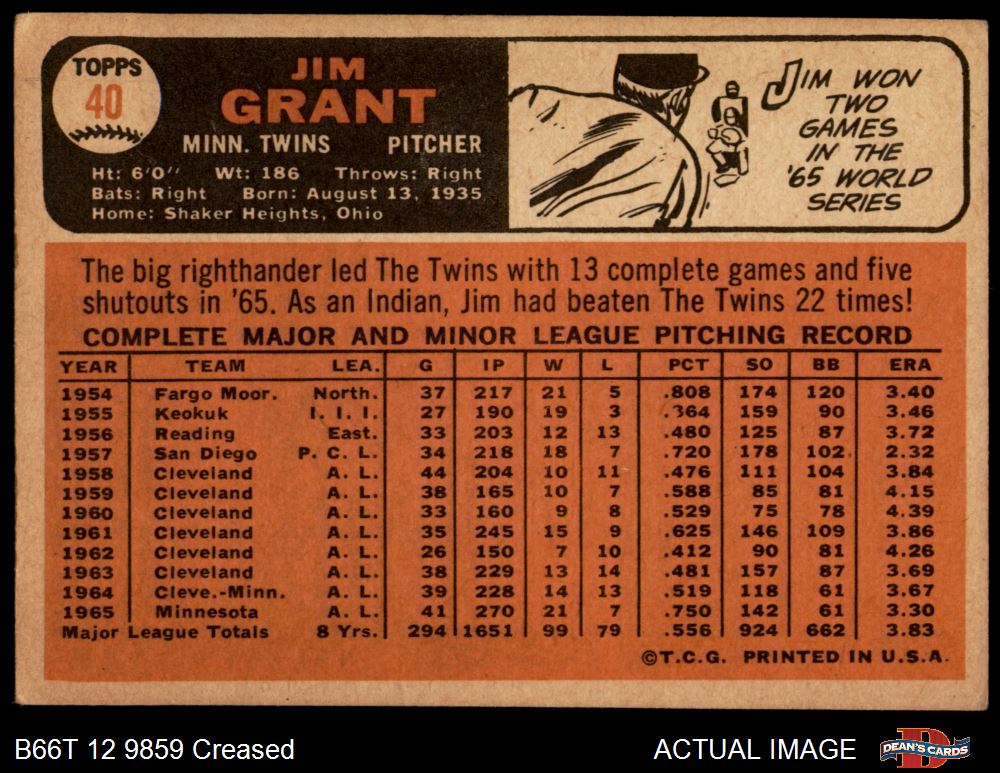 TOPPS
40
JIM
GRANT
MINN. TWINS PITCHER
Ht: 6'0" Wt: 186 Throws: Right
Bats: Right Born: August 13, 1935
Home: Shaker Heights, Ohio
JIM WON
TWO
GAMES
IN THE
'65 WORLD
SERIES
The big righthander led The Twins with 13 complete games and five
shutouts in '65. As an Indian, Jim had beaten The Twins 22 times!
COMPLETE MAJOR AND MINOR LEAGUE PITCHING RECORD
YEAR TEAM LEA. G IP W L PCT SO BB ERA
1954 Fargo Moor. North. 37 217 21 5 .808 174 120 3.40
1955 Keokuk I. I. I. 27 190 19 3 .364 159 90 3.46
1956 Reading East. 33 203 12 13 .480 125 87 3.72
1957 San Diego P. C. L. 34 218 18 7 .720 178 102 2.32
1958 Cleveland A. L. 44 204 10 11 .476 111 104 3.84
1959 Cleveland A. L. 38 165 10 7 .588 85 81 4.15
1960 Cleveland A. L. 33 160 9 8 .529 75 78 4.39
1961 Cleveland A. L. 35 245 15 9 .625 146 109 3.86
1962 Cleveland A. L. 26 150 7 10 .412 90 81 4.26
1963 Cleveland A. L. 38 229 13 14 .481 157 87 3.69
1964 Cleve.-Minn. A. L. 39 228 14 13 .519 118 61 3.67
1965 Minnesota A. L. 41 270 21 7 .750 142 61 3.30
Major League Totals 8 Yrs. 294 1651 99 79 .556 924 662 3.83
©T.C.G. PRINTED IN U.S.A.
B66T 12 9859 Creased ACTUAL IMAGE
DEAN'S CARDS